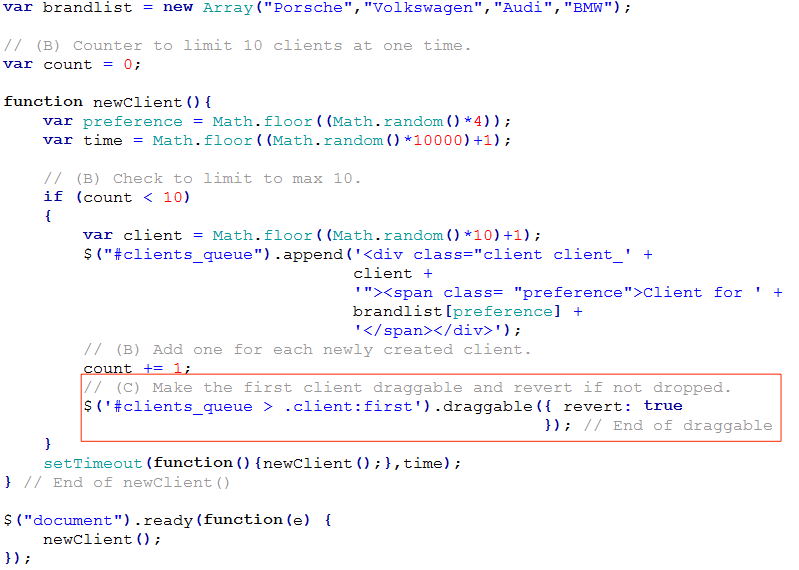 var brandlist = new Array("Porsche","Volkswagen","Audi","BMW");
// (B) Counter to limit 10 clients at one time.
var count = 0;
function newClient(){
var preference = Math.floor((Math.random()*4));
var time = Math.floor((Math.random()*10000)+1);
// (B) Check to limit to max 10.
if (count < 10)
{
var client = Math.floor((Math.random()*10)+1);
$("#clients_queue").append('<div class="client client_' +
client +
'"><span class= "preference">Client for ' +
brandlist[preference] +
'</span></div>');
// (B) Add one for each newly created client.
count += 1;
// (C) Make the first client draggable and revert if not dropped.
$('#clients_queue > .client:first').draggable({ revert: true
}); // End of draggable
}
setTimeout(function(){newClient();},time);
} // End of newClient()
$("document").ready(function(e) {
newClient();
});